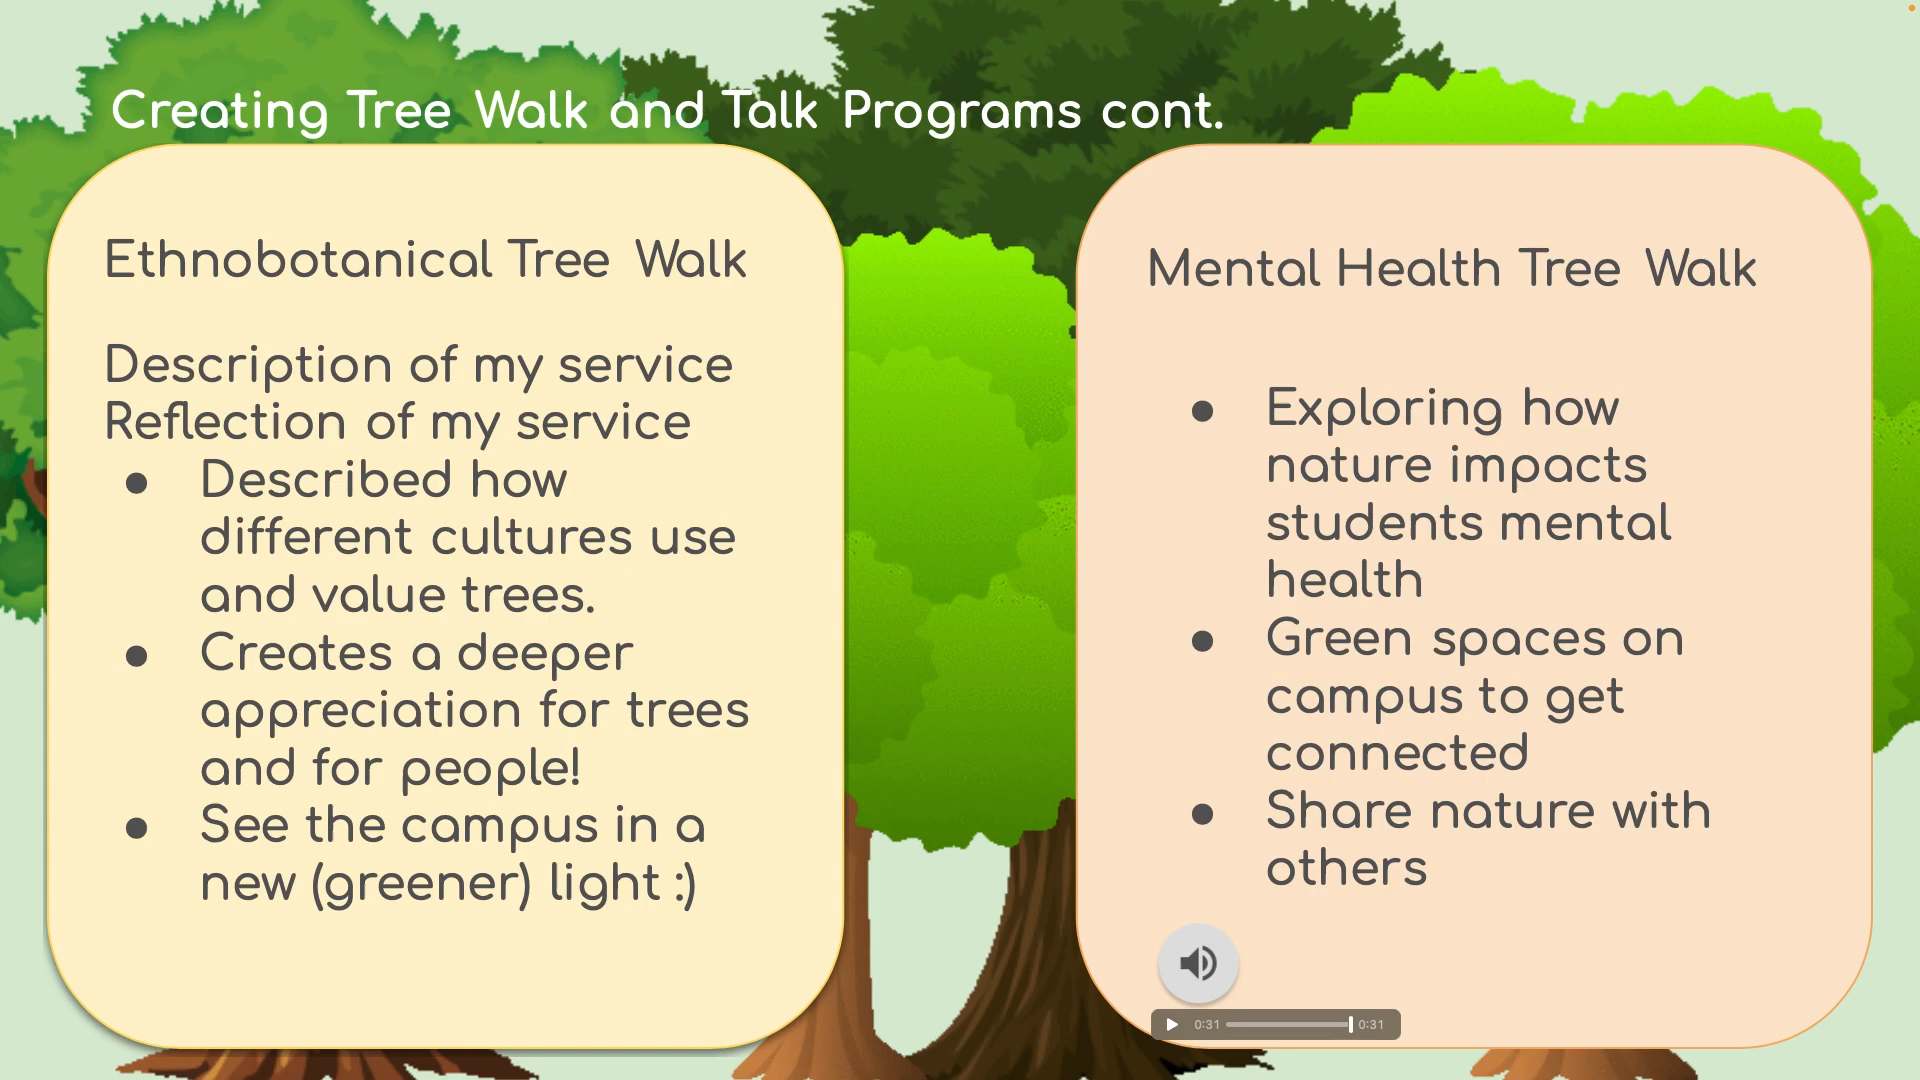 Creating Tree Walk and Talk Programs cont.
Ethnobotanical Tree Walk
Description of my service
Reflection of my service
● Described how
different cultures use
and value trees.
● Creates a deeper
appreciation for trees
and for people!
● See the campus in a
new (greener) light :)
Mental Health Tree Walk
● Exploring how
nature impacts
students mental
health
● Green spaces on
campus to get
connected
● Share nature with
others
0:31 0:31